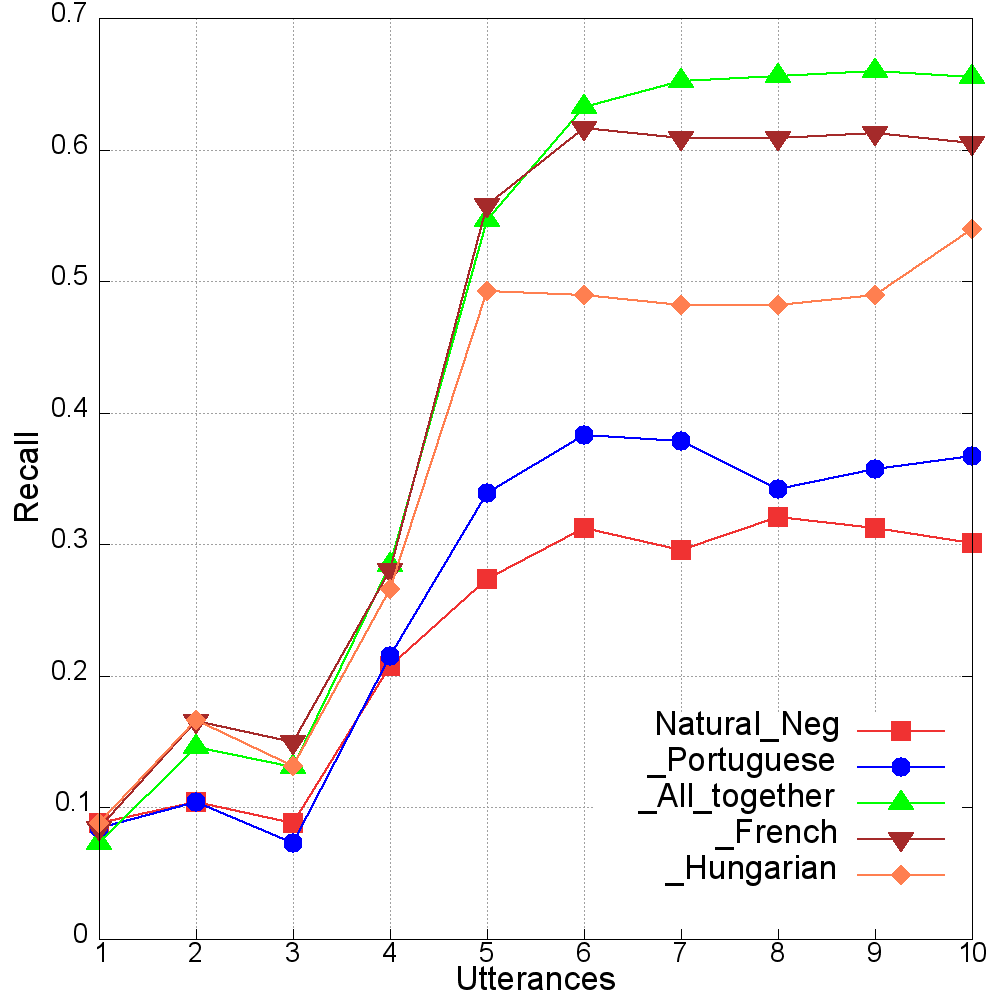 0.7
0.6
0.5
0.4
0.3
0.2
0.1
0
Recall
Natural_Neg
_Portuguese
_All_together
_French
_Hungarian
1 2 3 4 5 6 7 8 9 10
Utterances